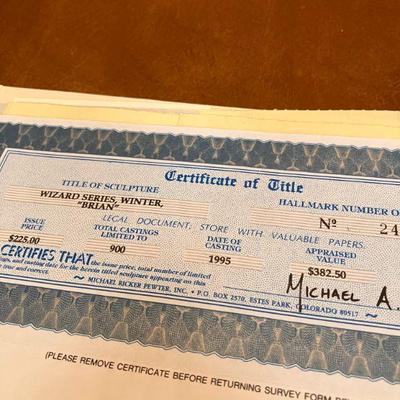 Certificate of Title
TITLE OF SCULPTURE
HALLMARK NUMBER O
WIZARD SERIES, WINTER,
"BRIAN"
Nº 24
LEGAL DOCUMENT, STORE WITH VALUABLE PAPERS.
ISSUE PRICE
TOTAL CASTINGS LIMITED TO
DATE OF CASTING
APPRAISED VALUE
$225.00
900
1995
$382.50
CERTIFIES THAT the issue price, total number of limited
and casting date for the herein titled sculpture appearing on this
true and correct.
~ MICHAEL RICKER PEWTER, INC. • P.O. BOX 2570, ESTES PARK, COLORADO 80517 ~
MICHAEL A.
(PLEASE REMOVE CERTIFICATE BEFORE RETURNING SURVEY FORM